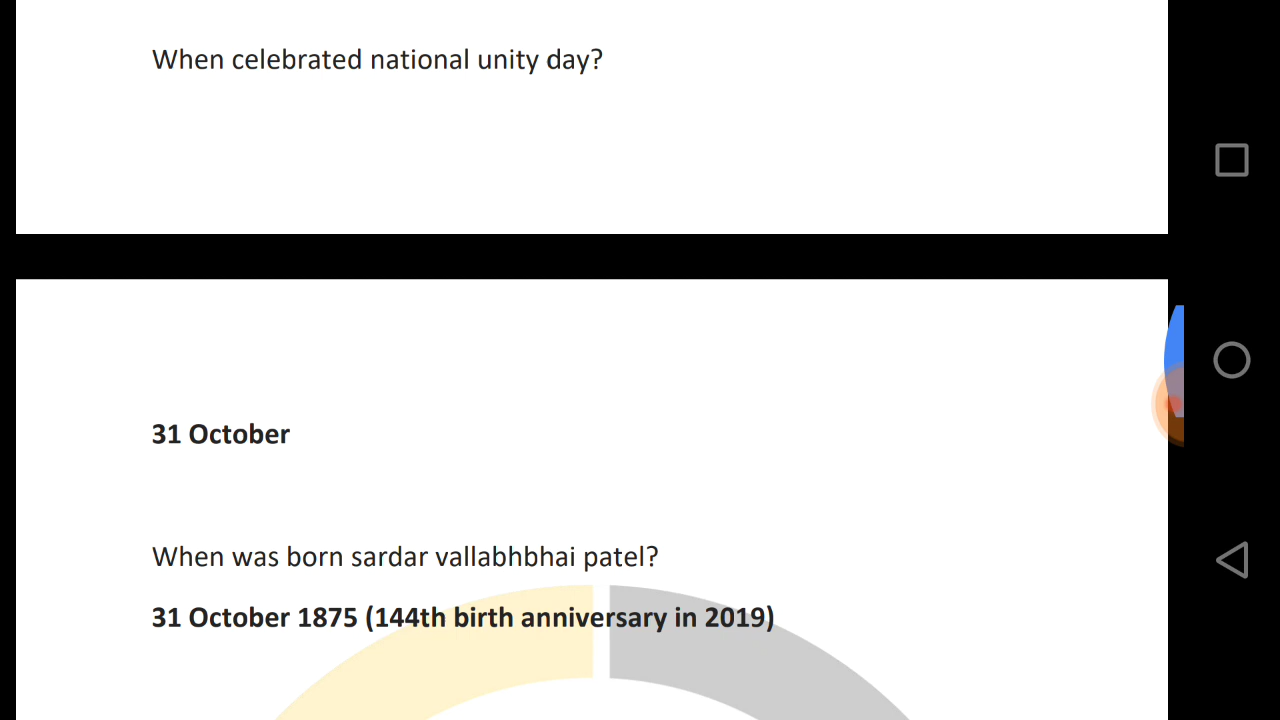 When celebrated national unity day?
31 October
When was born sardar vallabhbhai patel?
31 October 1875 (144th birth anniversary in 2019)